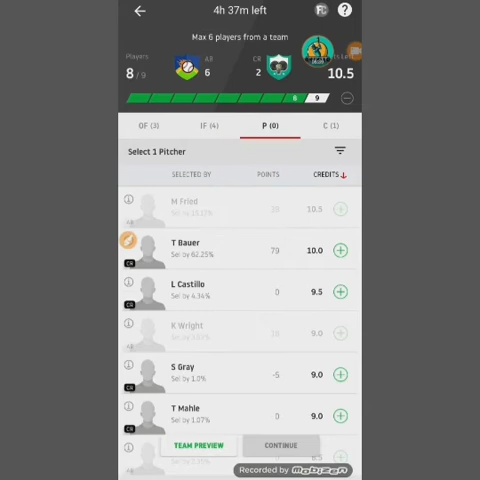 4h 37m left
FC
?
Max 6 players from a team
Players
8 / 9
AB
6
CR
2
10.5
8
9
OF (3)
IF (4)
P (0)
C (1)
Select 1 Pitcher
SELECTED BY
POINTS
CREDITS
M Fried
10.5
T Bauer
Sel by 62.25%
79
10.0
CR
L Castillo
Sel by 4.34%
0
9.5
CR
K Wright
9.0
S Gray
Sel by 1.0%
-5
9.0
CR
T Mahle
Sel by 1.07%
0
9.0
CR
TEAM PREVIEW
CONTINUE
Recorded by MOBIZEN